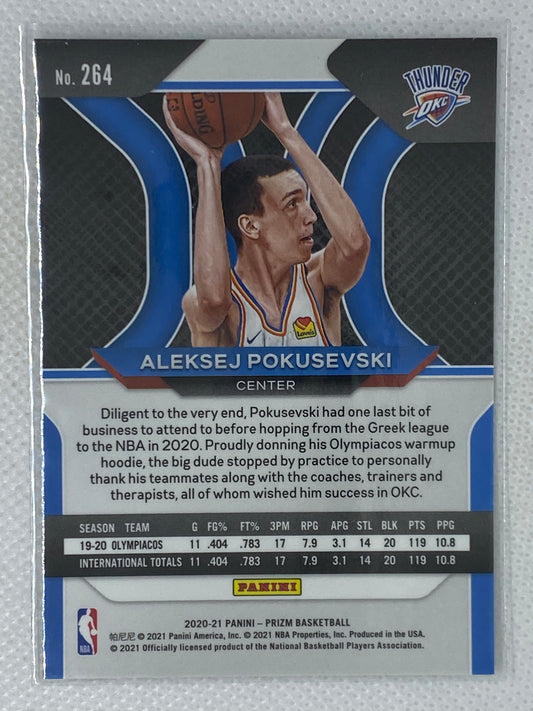 No. 264
THUNDER
OKC
SPALDING
Love's
ALEKSEJ POKUSEVSKI
CENTER
Diligent to the very end, Pokusevski had one last bit of
business to attend to before hopping from the Greek league
to the NBA in 2020. Proudly donning his Olympiacos warmup
hoodie, the big dude stopped by practice to personally
thank his teammates along with the coaches, trainers and
therapists, all of whom wished him success in OKC.
SEASON TEAM G FG% FT% 3PM RPG APG STL BLK PTS PPG
19-20 OLYMPIACOS 11 .404 .783 17 7.9 3.1 14 20 119 10.8
INTERNATIONAL TOTALS 11 .404 .783 17 7.9 3.1 14 20 119 10.8
PANINI
2020-21 PANINI – PRIZM BASKETBALL
帕尼尼 © 2021 Panini America, Inc. © 2021 NBA Properties, Inc. Produced in the USA.
© 2021 Officially licensed product of the National Basketball Players Association.
NBA